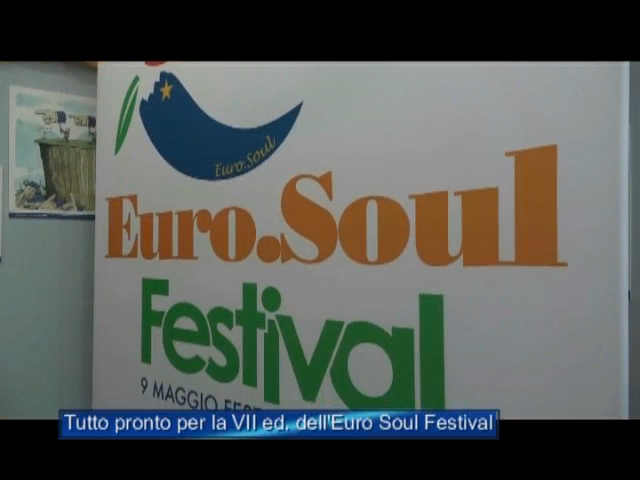 Euro.Soul
Euro.Soul
Festival
9 MAGGIO
Tutto pronto per la VII ed. dell'Euro Soul Festival